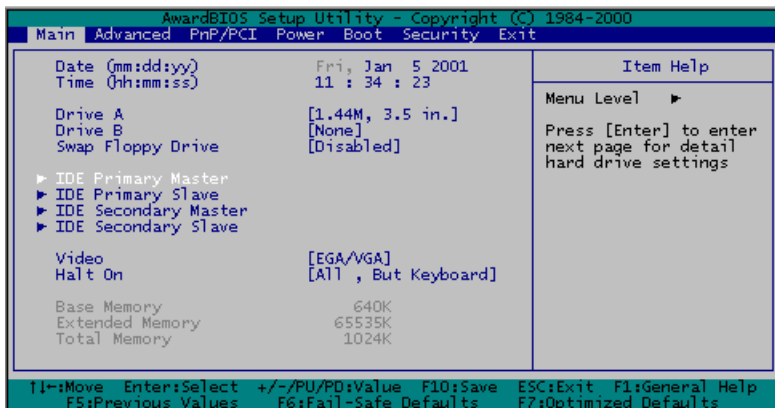 AwardBIOS Setup Utility - Copyright (C) 1984-2000
Main Advanced PnP/PCI Power Boot Security Exit
Date (mm:dd:yy) Fri, Jan 5 2001
Time (hh:mm:ss) 11 : 34 : 23
Drive A [1.44M, 3.5 in.]
Drive B [None]
Swap Floppy Drive [Disabled]
► IDE Primary Master
► IDE Primary Slave
► IDE Secondary Master
► IDE Secondary Slave
Video [EGA/VGA]
Halt On [All , But Keyboard]
Base Memory 640K
Extended Memory 65535K
Total Memory 1024K
Item Help
Menu Level ►
Press [Enter] to enter
next page for detail
hard drive settings
↑↓←:Move Enter:Select +/-/PU/PD:Value F10:Save ESC:Exit F1:General Help
F5:Previous Values F6:Fail-Safe Defaults F7:Optimized Defaults